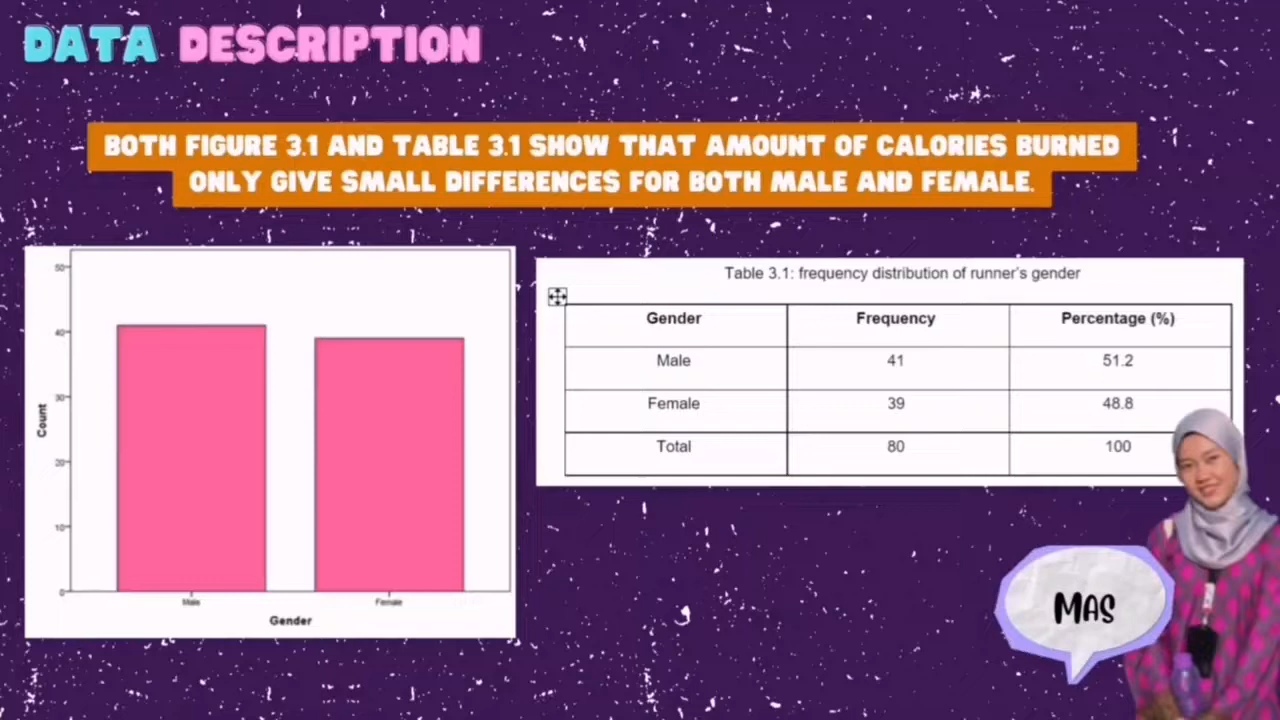 DATA DESCRIPTION
BOTH FIGURE 3.1 AND TABLE 3.1 SHOW THAT AMOUNT OF CALORIES BURNED
ONLY GIVE SMALL DIFFERENCES FOR BOTH MALE AND FEMALE.
50
40
30
20
10
0
Count
Male Female
Gender
Table 3.1: frequency distribution of runner's gender
Gender Frequency Percentage (%)
Male 41 51.2
Female 39 48.8
Total 80 100
MAS